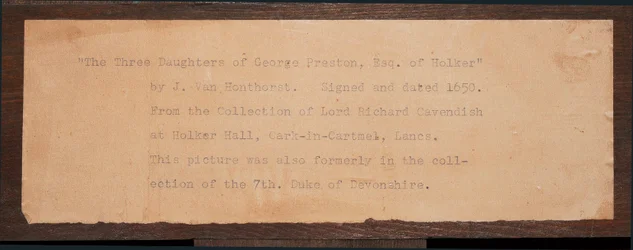 "The Three Daughters of George Preston, Esq. of Holker"
by J. Van Honthorst. Signed and dated 1650.
From the Collection of Lord Richard Cavendish
at Holker Hall, Cark-in-Cartmel, Lancs.
This picture was also formerly in the coll-
ection of the 7th. Duke of Devonshire.